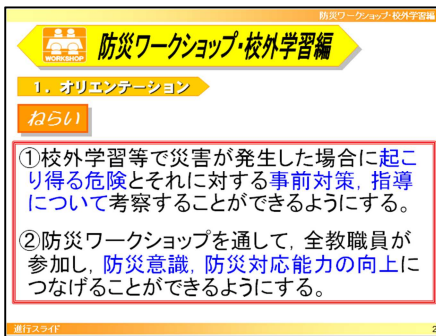 防災ワークショップ・校外学習編
WORKSHOP
防災ワークショップ・校外学習編
1．オリエンテーション
ねらい
①校外学習等で災害が発生した場合に起こ
り得る危険とそれに対する事前対策，指導
について考察することができるようにする。
②防災ワークショップを通して，全教職員が
参加し，防災意識，防災対応能力の向上に
つなげることができるようにする。
進行スライド
2